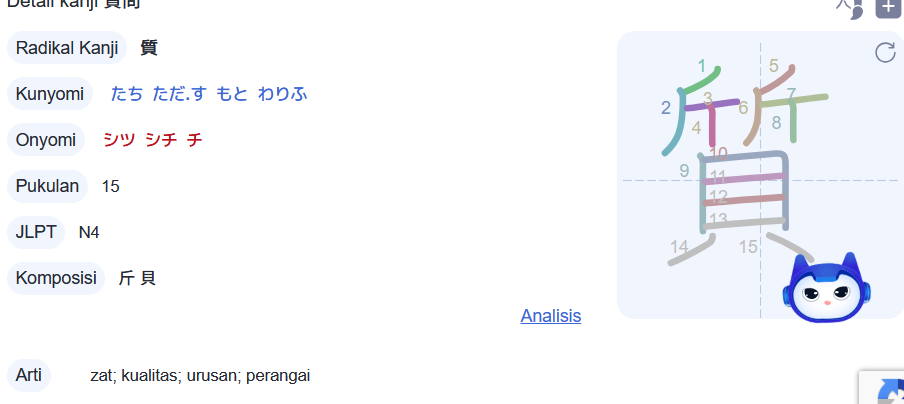 Detail kanji 質問
Radikal Kanji 質
Kunyomi たち ただ.す もと わりふ
Onyomi シツ シチ チ
Pukulan 15
JLPT N4
Komposisi 斤 貝
Analisis
Arti zat; kualitas; urusan; perangai
1 5
2 3 6 7
4 8
10
9 11
12
13
14 15